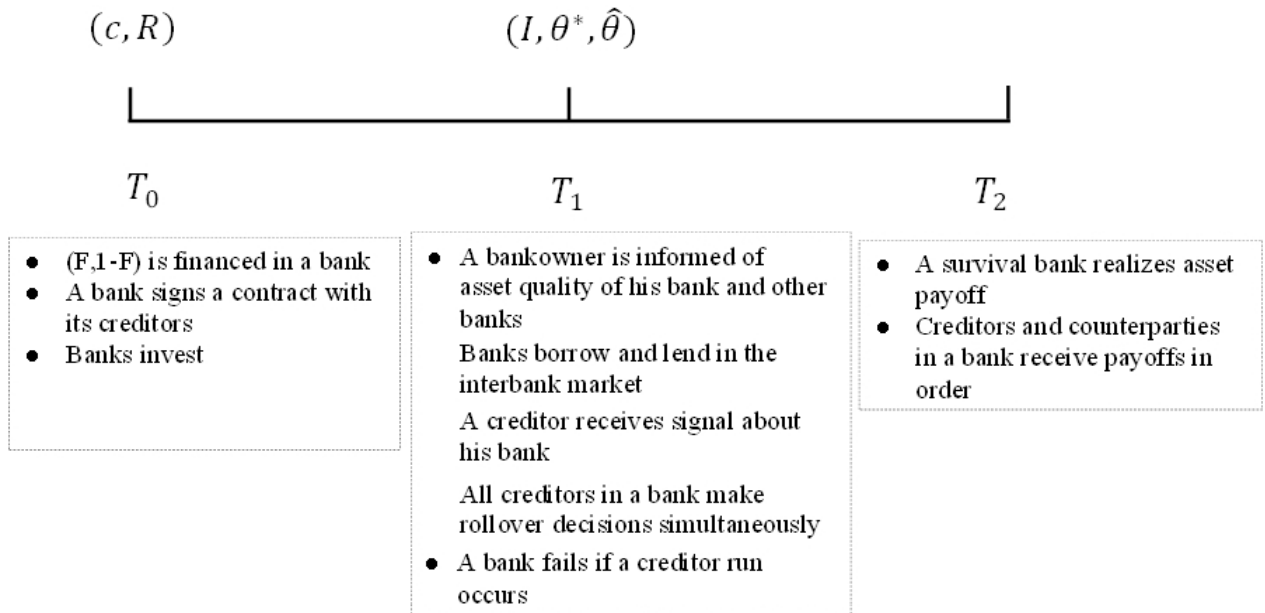 (c, R)
(I, θ*, θ̂)
T₀
T₁
T₂
● (F,1-F) is financed in a bank
● A bank signs a contract with
its creditors
● Banks invest
● A bankowner is informed of
asset quality of his bank and other
banks
Banks borrow and lend in the
interbank market
A creditor receives signal about
his bank
All creditors in a bank make
rollover decisions simultaneously
● A bank fails if a creditor run
occurs
● A survival bank realizes asset
payoff
● Creditors and counterparties
in a bank receive payoffs in
order